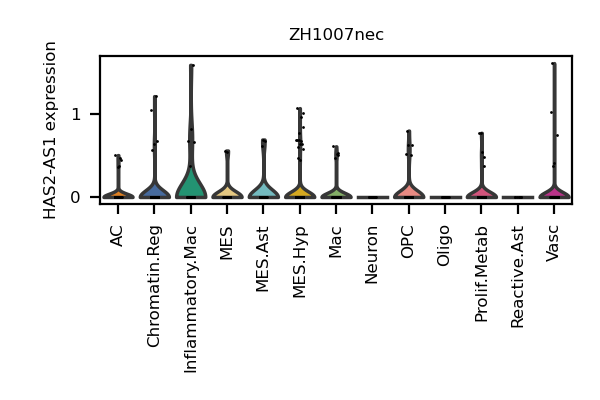 ZH1007nec
HAS2-AS1 expression
1
0
AC
Chromatin.Reg
Inflammatory.Mac
MES
MES.Ast
MES.Hyp
Mac
Neuron
OPC
Oligo
Prolif.Metab
Reactive.Ast
Vasc